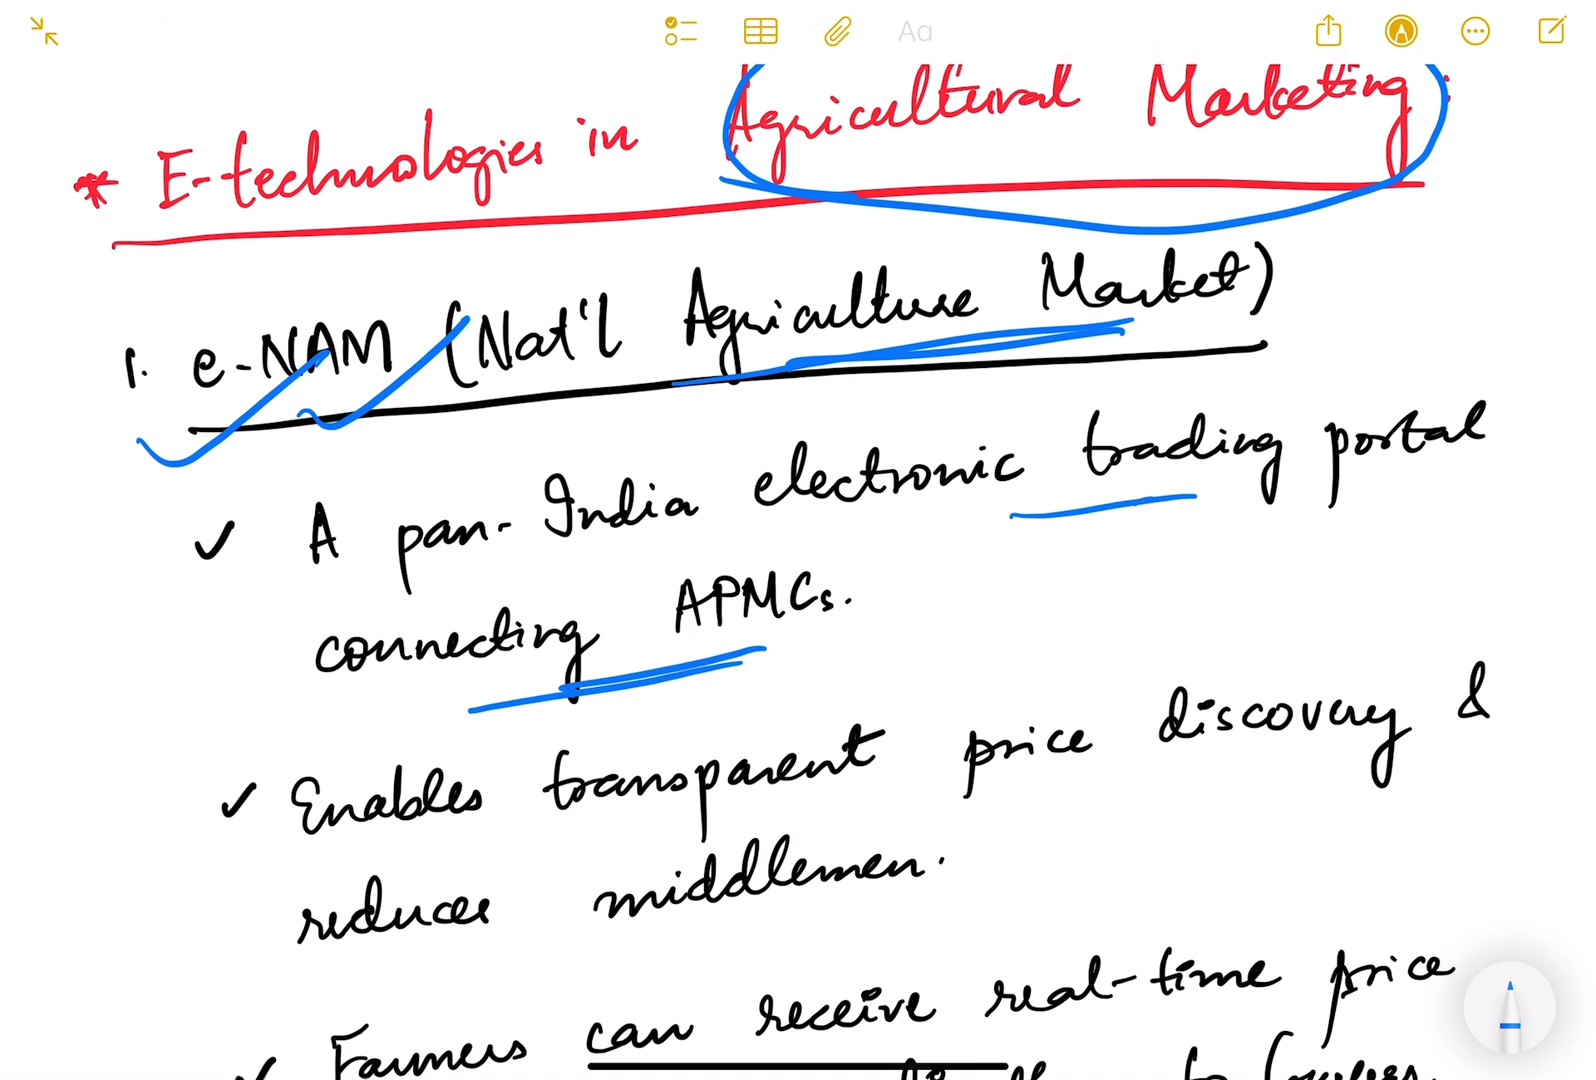 Aa
* E-technologies in Agricultural Marketing:
1. e-NAM (Nat'l Agriculture Market)
✓ A pan-India electronic trading portal
connecting APMCs.
✓ Enables transparent price discovery &
reduces middlemen.
✓ Farmers can receive real-time price